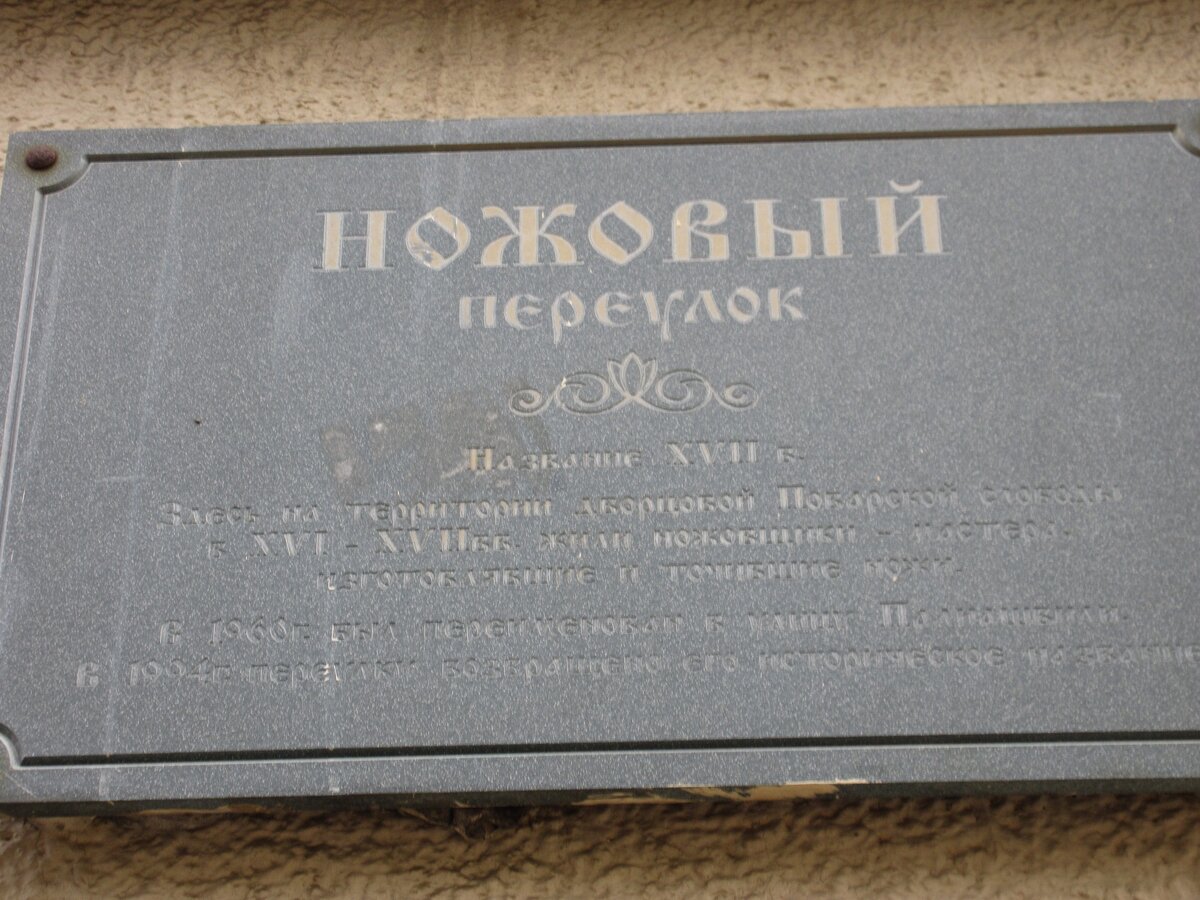 НОЖОВЫЙ
переулок
Название XVII в.
Здесь на территории дворцовой Поварской слободы
в XVI - XVIIвв. жили ножовщики - мастера,
изготовлявшие и точившие ножи.
В 1960г. был переименован в улицу Палиашвили.
В 1994г. переулку возвращено его историческое название